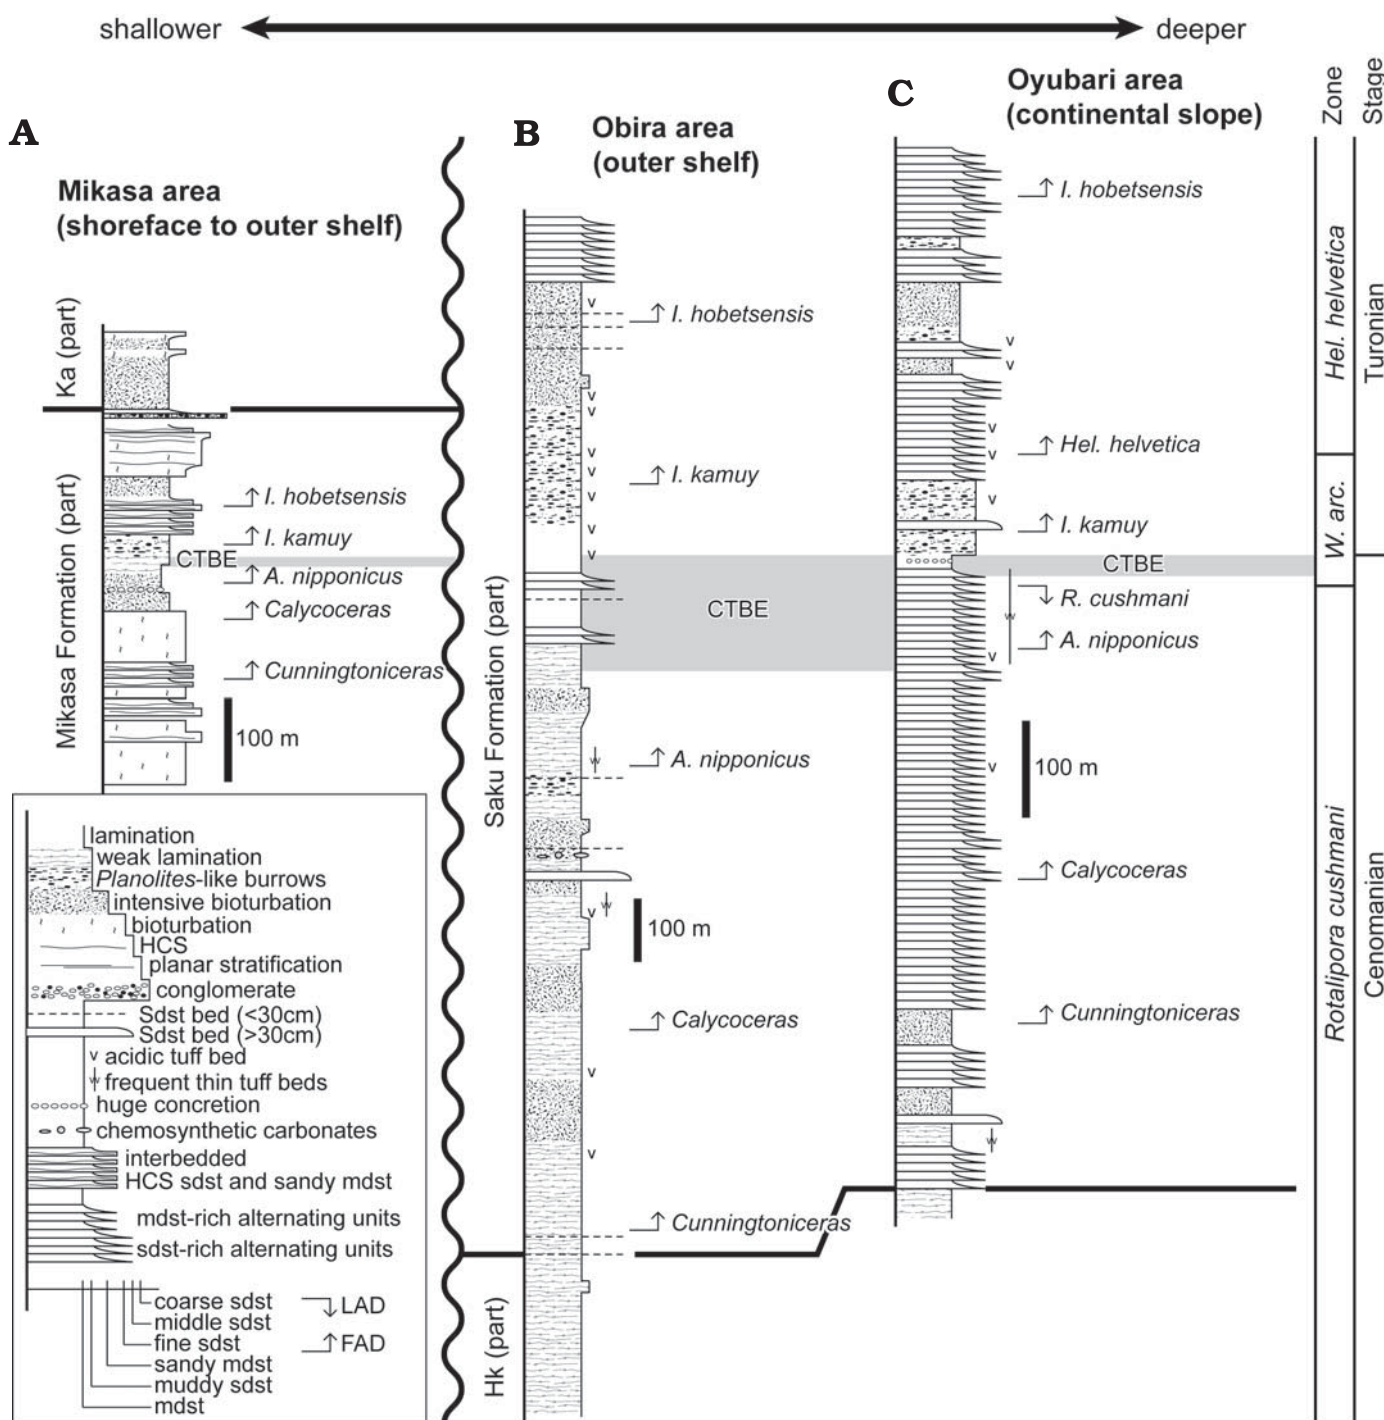 shallower
deeper
A
Mikasa area
(shoreface to outer shelf)
Ka (part)
Mikasa Formation (part)
I. hobetsensis
I. kamuy
CTBE
A. nipponicus
Calycoceras
Cunningtoniceras
100 m
B
Obira area
(outer shelf)
Saku Formation (part)
Hk (part)
v
I. hobetsensis
v
v
v
v
I. kamuy
v
v
v
CTBE
w
A. nipponicus
w
v
100 m
Calycoceras
v
v
Cunningtoniceras
C
Oyubari area
(continental slope)
I. hobetsensis
v
v
v
v
Hel. helvetica
v
I. kamuy
CTBE
R. cushmani
w
A. nipponicus
v
v
100 m
Calycoceras
Cunningtoniceras
w
Zone
Stage
Hel. helvetica
W. arc.
Rotalipora cushmani
Turonian
Cenomanian
lamination
weak lamination
Planolites-like burrows
intensive bioturbation
bioturbation
HCS
planar stratification
conglomerate
Sdst bed (<30cm)
Sdst bed (>30cm)
v acidic tuff bed
w frequent thin tuff beds
huge concretion
chemosynthetic carbonates
interbedded
HCS sdst and sandy mdst
mdst-rich alternating units
sdst-rich alternating units
coarse sdst
middle sdst
fine sdst
sandy mdst
muddy sdst
mdst
LAD
FAD